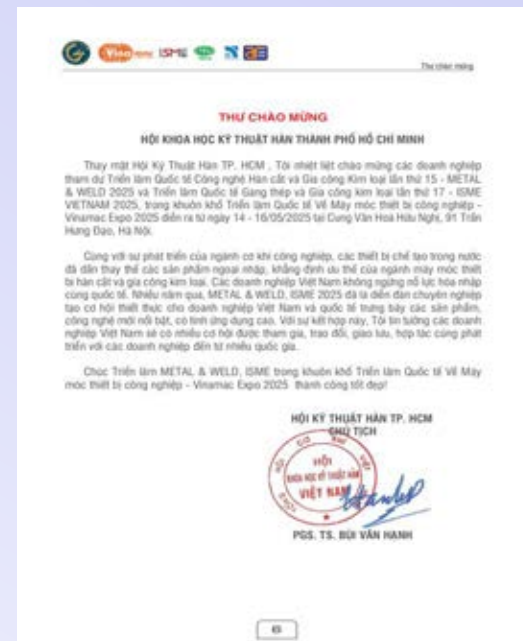 Vinamac ISME
Thư chào mừng
THƯ CHÀO MỪNG
HỘI KHOA HỌC KỸ THUẬT HÀN THÀNH PHỐ HỒ CHÍ MINH
Thay mặt Hội Kỹ Thuật Hàn TP. HCM , Tôi nhiệt liệt chào mừng các doanh nghiệp
tham dự Triển lãm Quốc tế Công nghệ Hàn cắt và Gia công Kim loại lần thứ 15 - METAL
& WELD 2025 và Triển lãm Quốc tế Gang thép và Gia công kim loại lần thứ 17 - ISME
VIETNAM 2025, trong khuôn khổ Triển lãm Quốc tế Về Máy móc thiết bị công nghiệp -
Vinamac Expo 2025 diễn ra từ ngày 14 - 16/05/2025 tại Cung Văn Hoá Hữu Nghị, 91 Trần
Hưng Đạo, Hà Nội.
Cùng với sự phát triển của ngành cơ khí công nghiệp, các thiết bị chế tạo trong nước
đã dần thay thế các sản phẩm ngoại nhập, khẳng định ưu thế của ngành máy móc thiết
bị hàn cắt và gia công kim loại. Các doanh nghiệp Việt Nam không ngừng nỗ lực hòa nhập
cùng quốc tế. Nhiều năm qua, METAL & WELD, ISME 2025 đã là diễn đàn chuyên nghiệp
tạo cơ hội thiết thực cho doanh nghiệp Việt Nam và quốc tế trưng bày các sản phẩm,
công nghệ mới nổi bật, có tính ứng dụng cao. Với sự kết hợp này, Tôi tin tưởng các doanh
nghiệp Việt Nam sẽ có nhiều cơ hội được tham gia, trao đổi, giao lưu, hợp tác cùng phát
triển với các doanh nghiệp đến từ nhiều quốc gia.
Chúc Triển lãm METAL & WELD, ISME trong khuôn khổ Triển lãm Quốc tế Về Máy
móc thiết bị công nghiệp - Vinamac Expo 2025 thành công tốt đẹp!
HỘI KỸ THUẬT HÀN TP. HCM
CHỦ TỊCH
HỘI
KHOA HỌC KỸ THUẬT HÀN
VIỆT NAM
PGS. TS. BÙI VĂN HẠNH